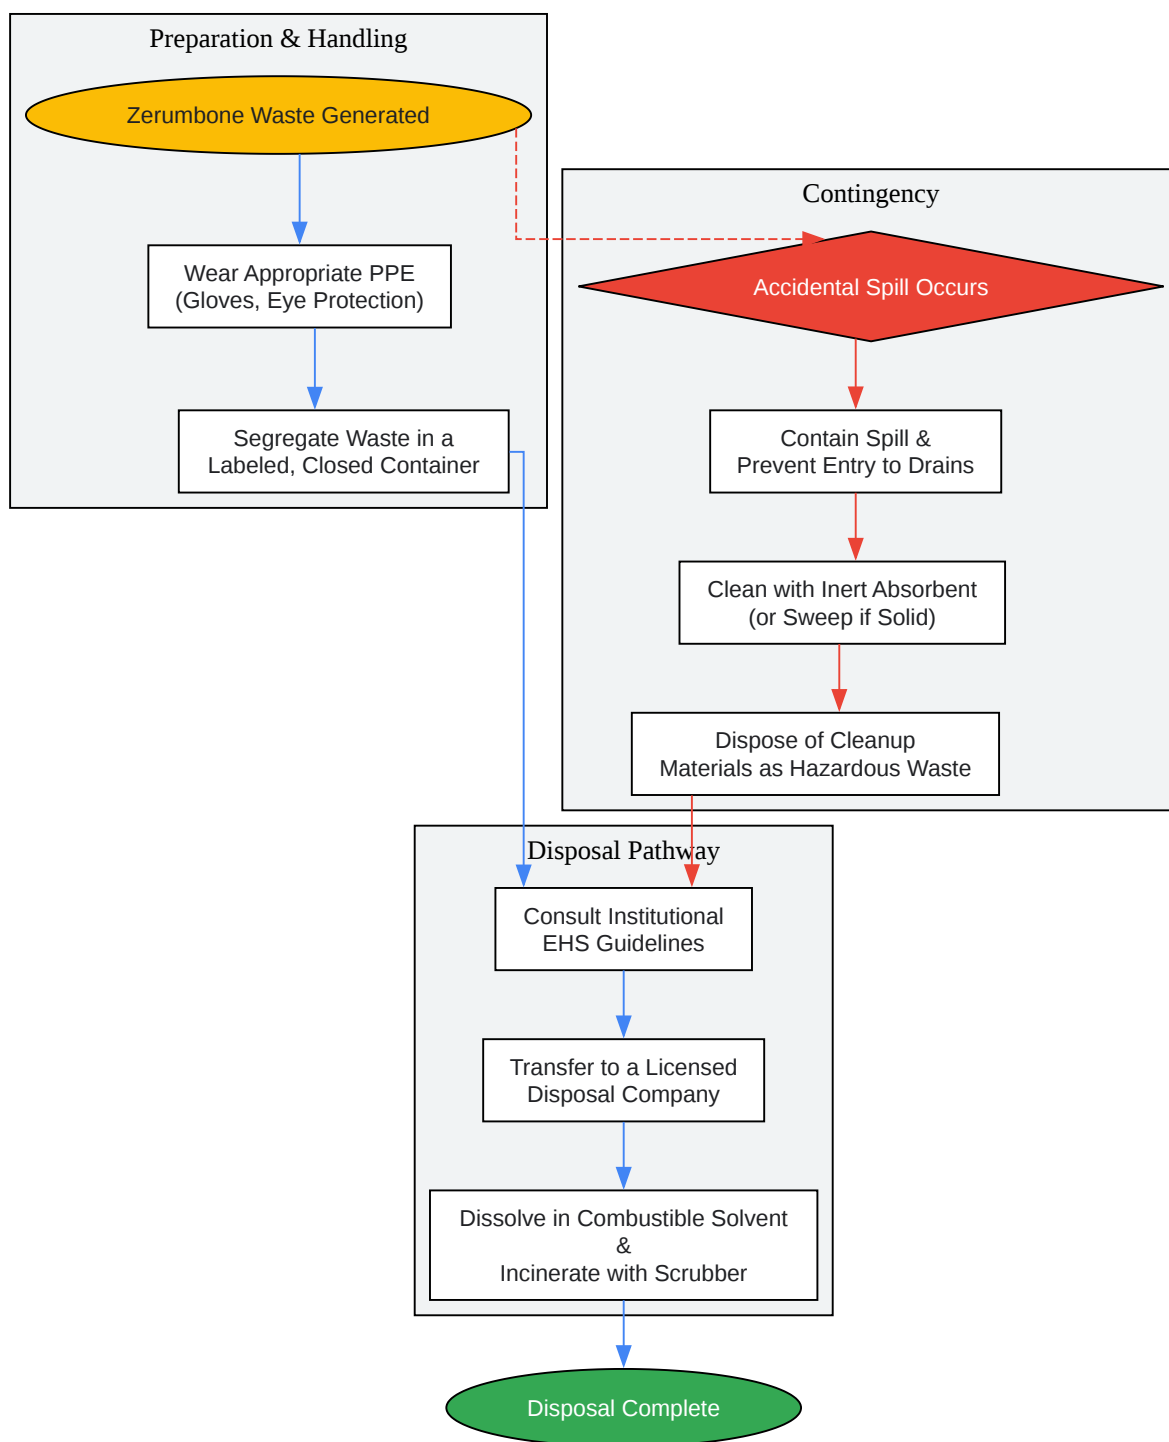 Preparation & Handling
Zerumbone Waste Generated
Wear Appropriate PPE
(Gloves, Eye Protection)
Segregate Waste in a
Labeled, Closed Container
Contingency
Accidental Spill Occurs
Contain Spill &
Prevent Entry to Drains
Clean with Inert Absorbent
(or Sweep if Solid)
Dispose of Cleanup
Materials as Hazardous Waste
Disposal Pathway
Consult Institutional
EHS Guidelines
Transfer to a Licensed
Disposal Company
Dissolve in Combustible Solvent
&
Incinerate with Scrubber
Disposal Complete